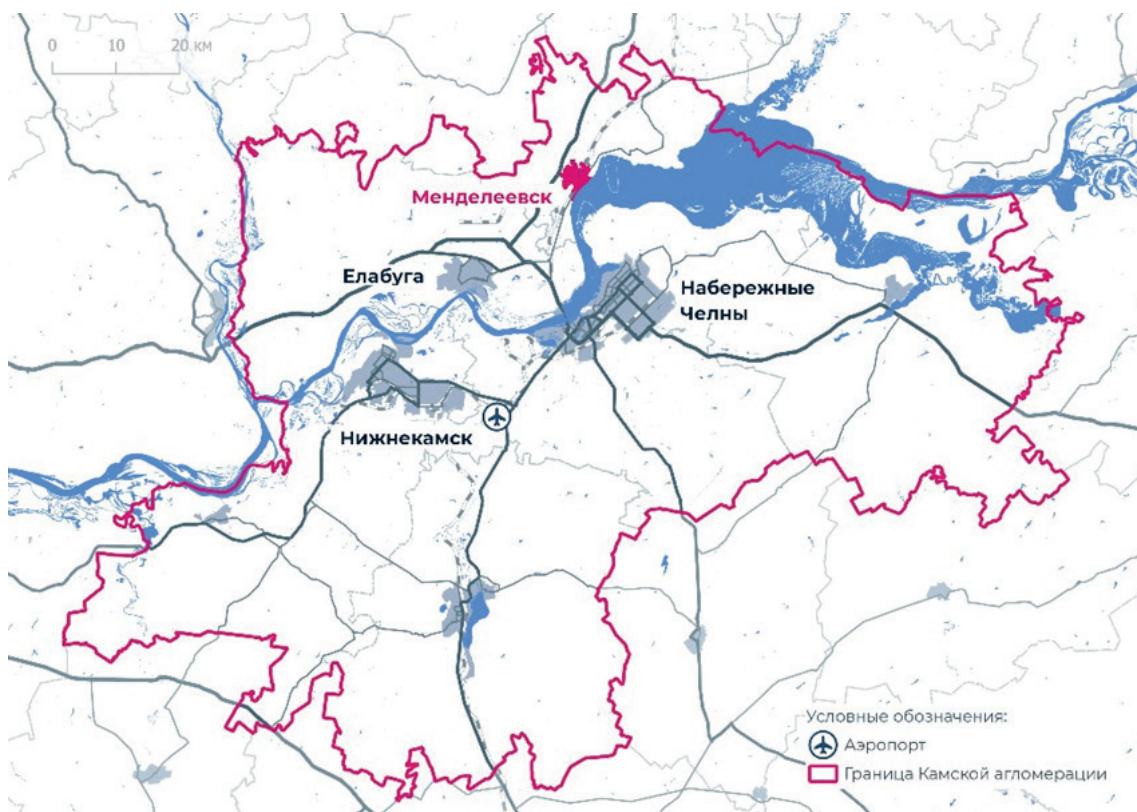 0 10 20 км
Менделеевск
Елабуга
Набережные
Челны
Нижнекамск
Условные обозначения:
Аэропорт
Граница Камской агломерации